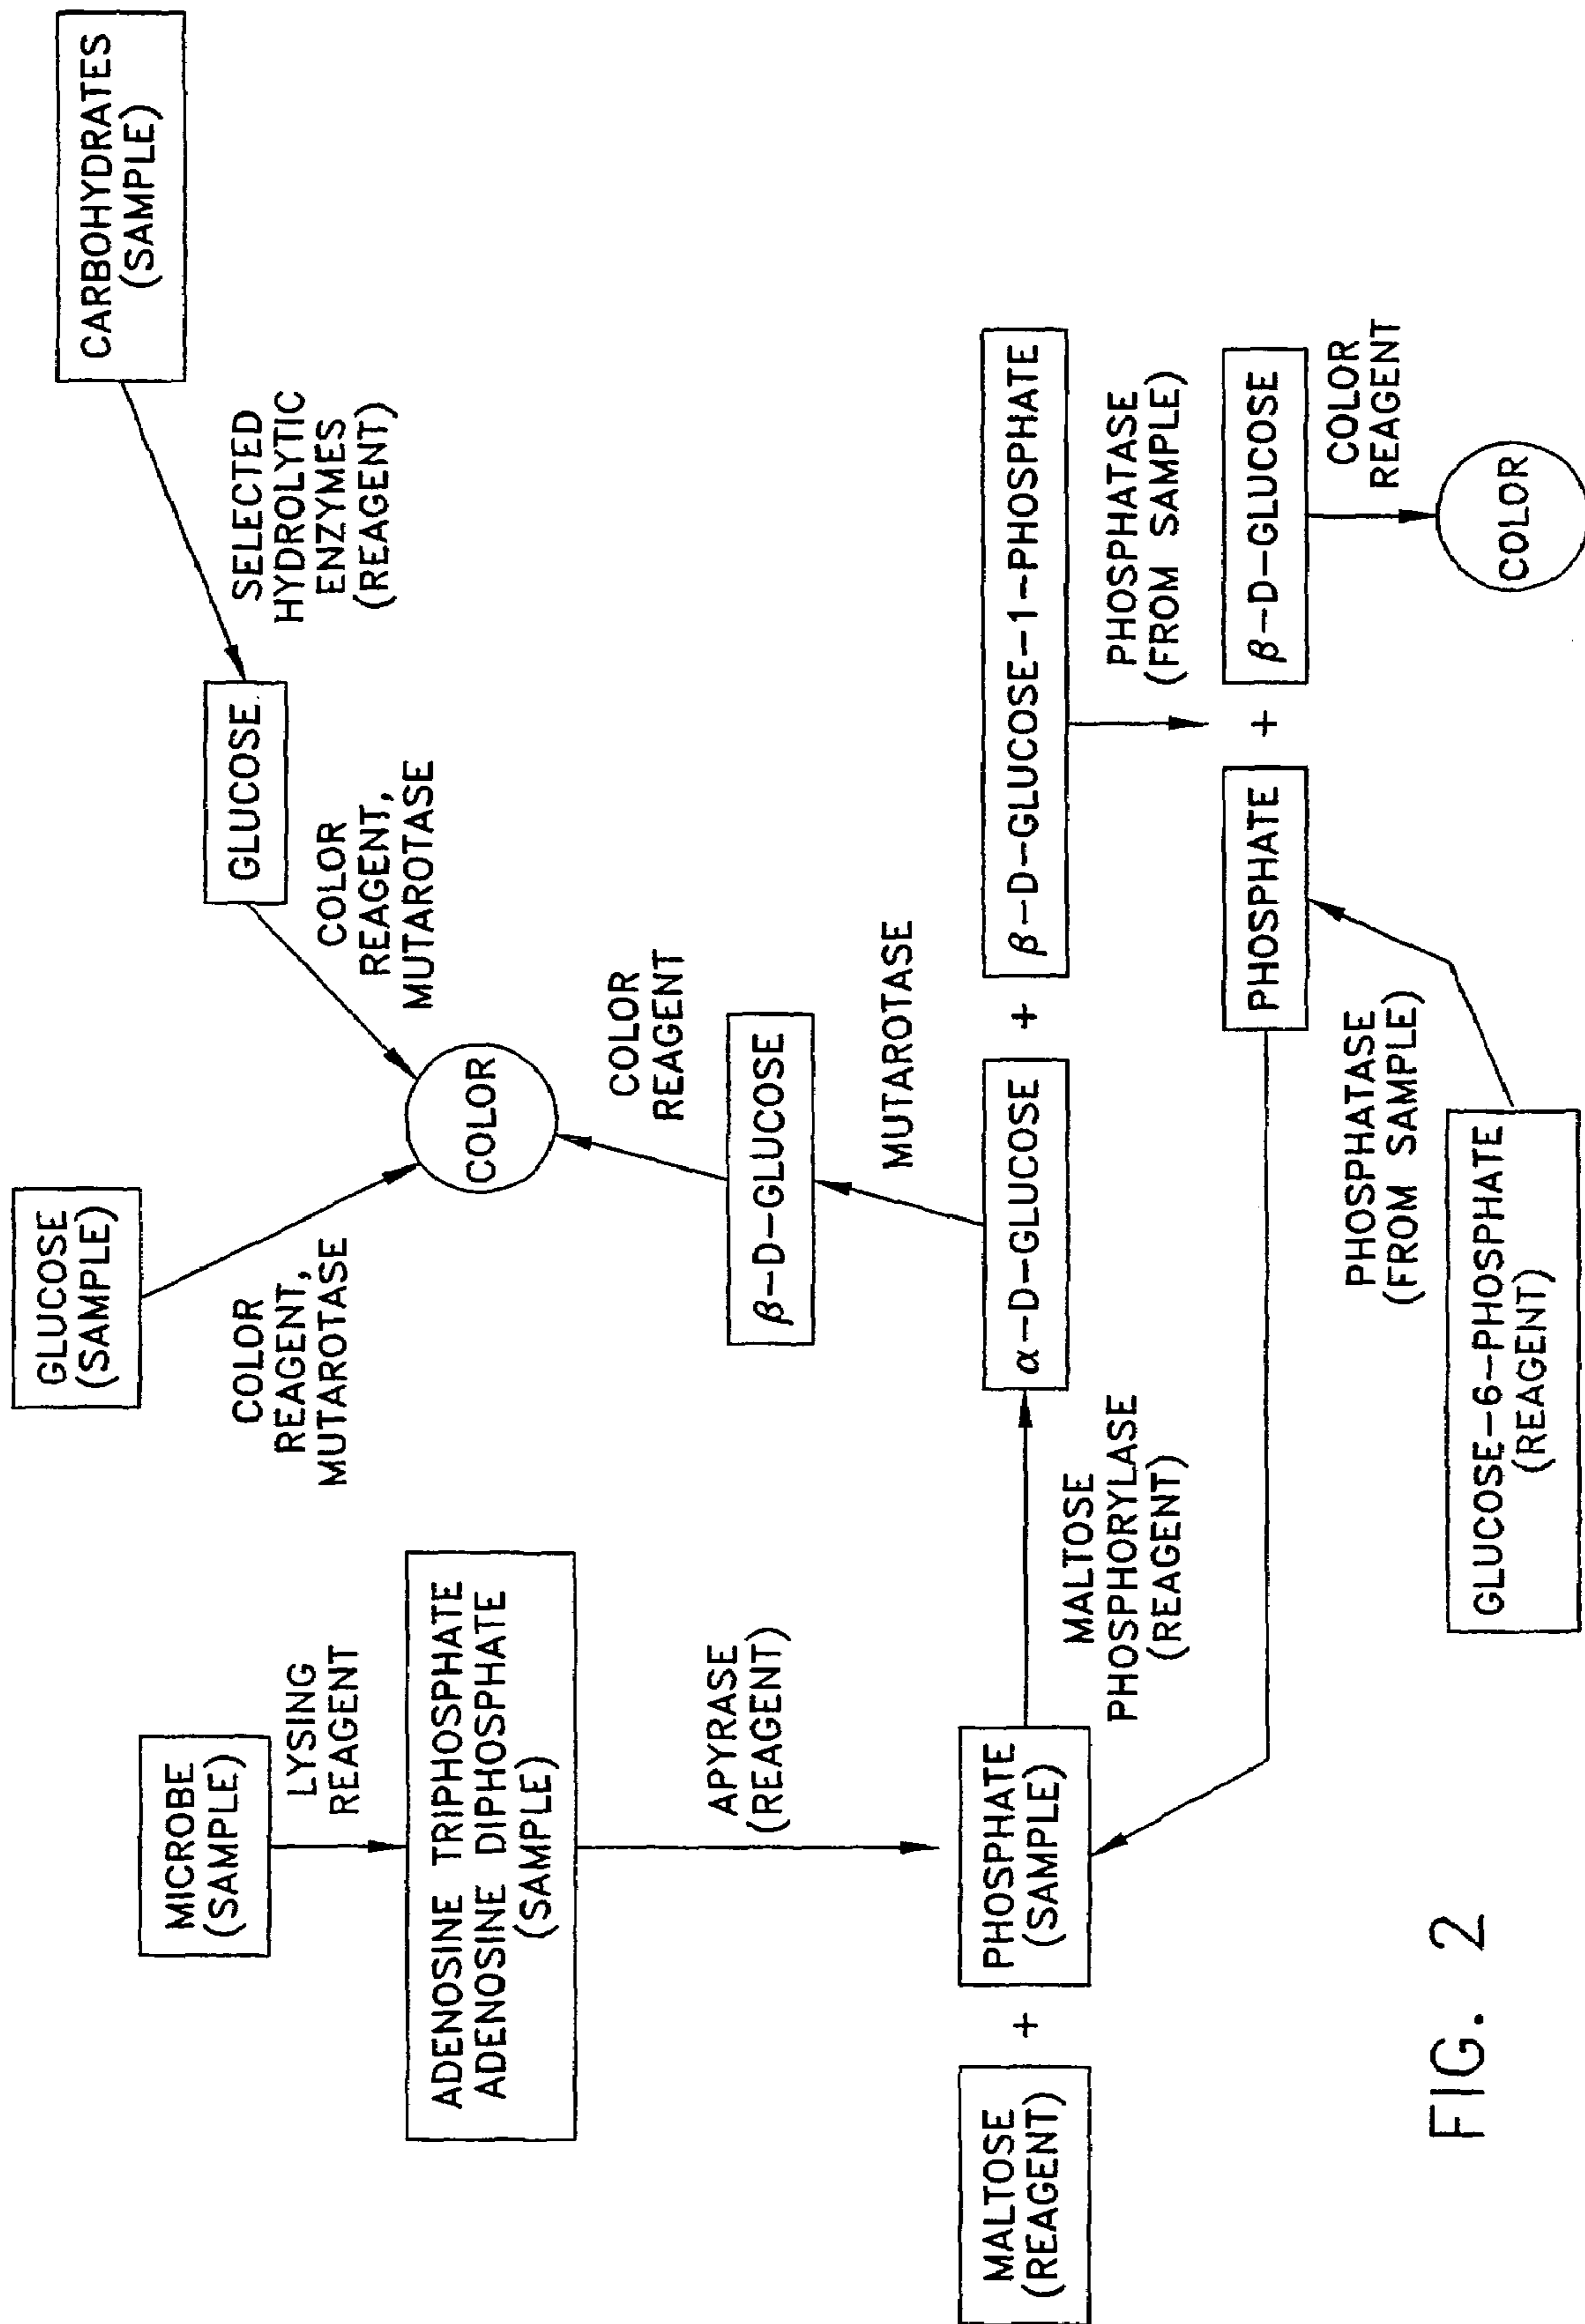 GLUCOSE
(SAMPLE)
CARBOHYDRATES
(SAMPLE)
MICROBE
(SAMPLE)
LYSING
REAGENT
COLOR
REAGENT,
MUTAROTASE
GLUCOSE
SELECTED
HYDROLYTIC
ENZYMES
(REAGENT)
COLOR
REAGENT,
MUTAROTASE
ADENOSINE TRIPHOSPHATE
ADENOSINE DIPHOSPHATE
(SAMPLE)
COLOR
COLOR
REAGENT
APYRASE
(REAGENT)
β-D-GLUCOSE
MUTAROTASE
MALTOSE
(REAGENT)
+
PHOSPHATE
(SAMPLE)
MALTOSE
PHOSPHORYLASE
(REAGENT)
α-D-GLUCOSE
+
β-D-GLUCOSE-1-PHOSPHATE
PHOSPHATASE
(FROM SAMPLE)
PHOSPHATE
+
β-D-GLUCOSE
COLOR
REAGENT
PHOSPHATASE
(FROM SAMPLE)
GLUCOSE-6-PHOSPHATE
(REAGENT)
COLOR
FIG. 2